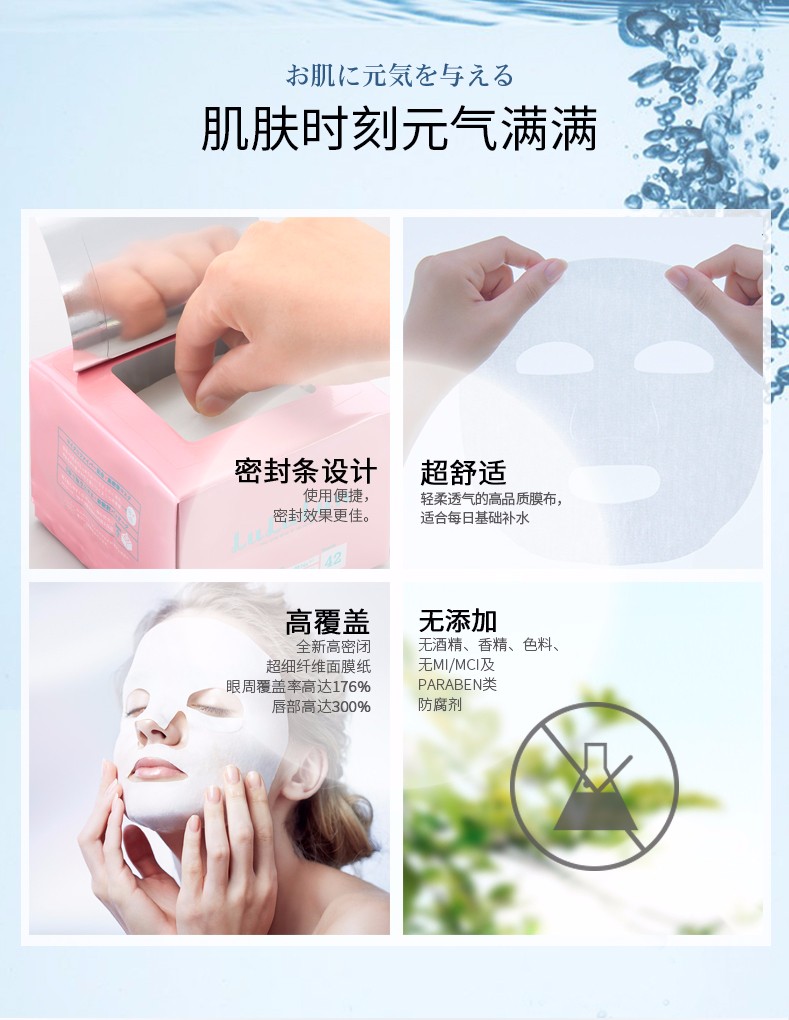 お肌に元気を与える
肌肤时刻元气满满
密封条设计
使用便捷，
密封效果更佳。
LuLuLun
42
超舒适
轻柔透气的高品质膜布，
适合每日基础补水
高覆盖
全新高密闭
超细纤维面膜纸
眼周覆盖率高达176%
唇部高达300%
无添加
无酒精、香精、色料、
无MI/MCI及
PARABEN类
防腐剂